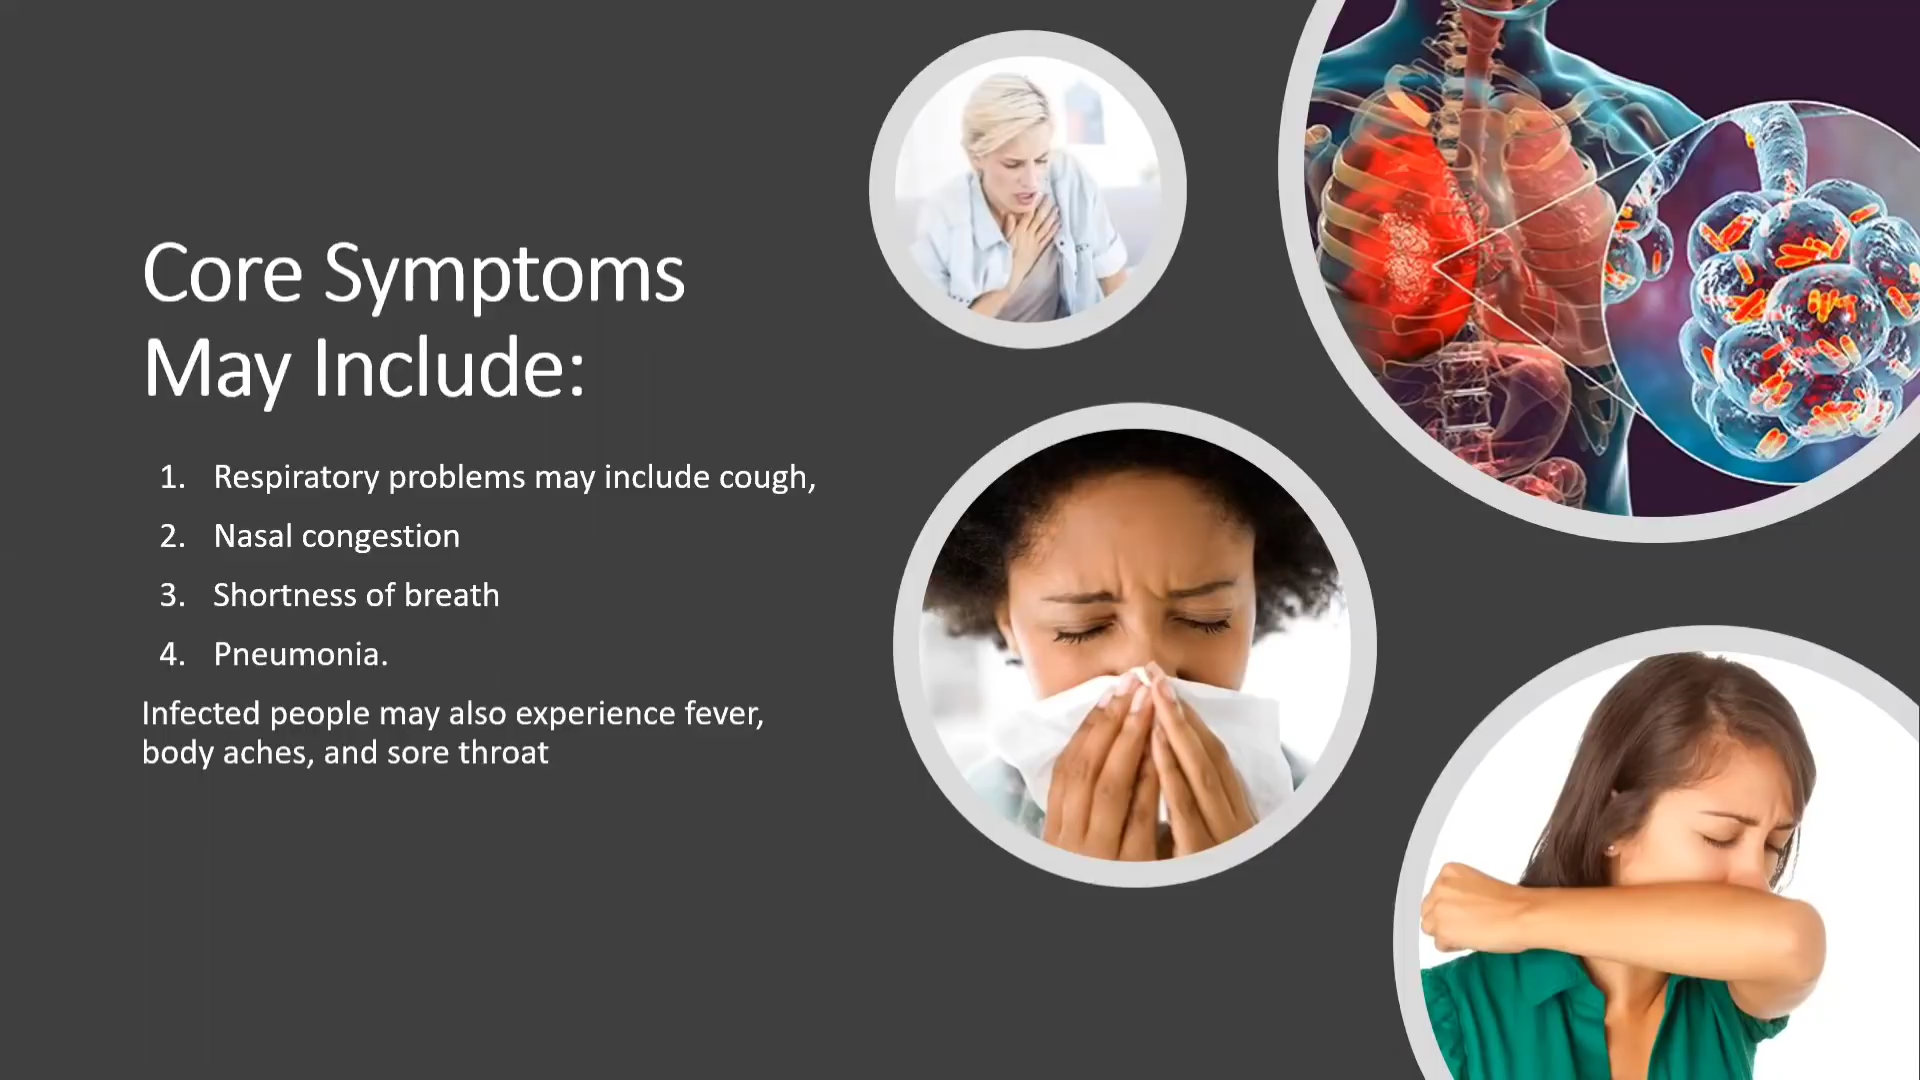 Core Symptoms
May Include:
1. Respiratory problems may include cough,
2. Nasal congestion
3. Shortness of breath
4. Pneumonia.
Infected people may also experience fever,
body aches, and sore throat